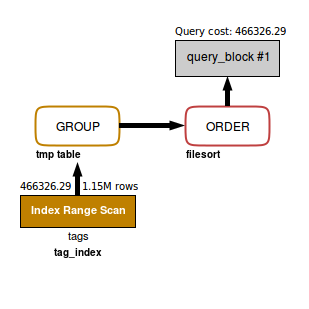 Query cost: 466326.29
query_block #1
GROUP
ORDER
tmp table
filesort
466326.29
1.15M rows
Index Range Scan
tags
tag_index